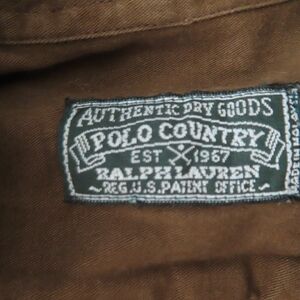 AUTHENTIC DRY GOODS
POLO COUNTRY
EST 1967
RALPH LAUREN
~REG. U.S. PATENT OFFICE~